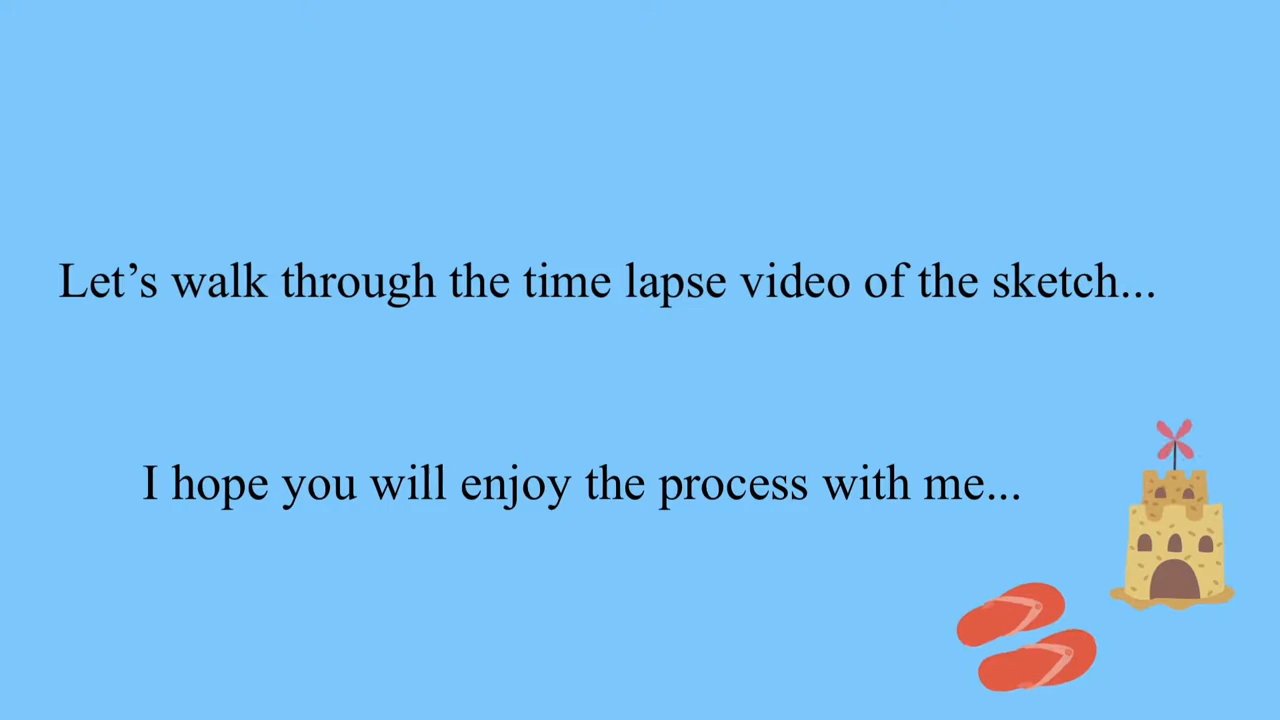 Let’s walk through the time lapse video of the sketch...
I hope you will enjoy the process with me...